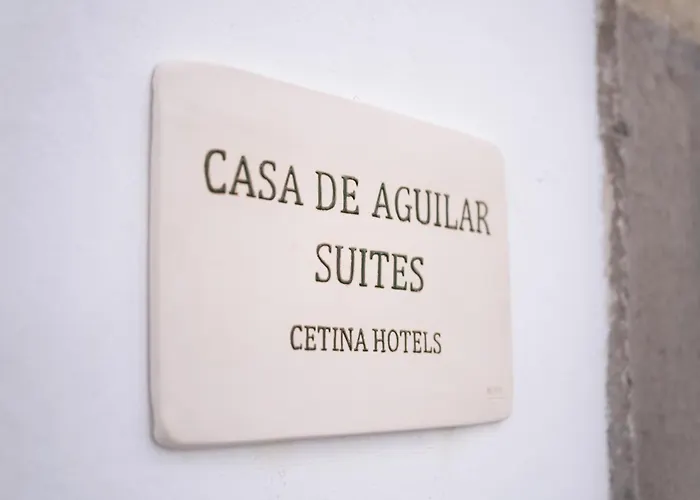 CASA DE AGUILAR
SUITES
CETINA HOTELS